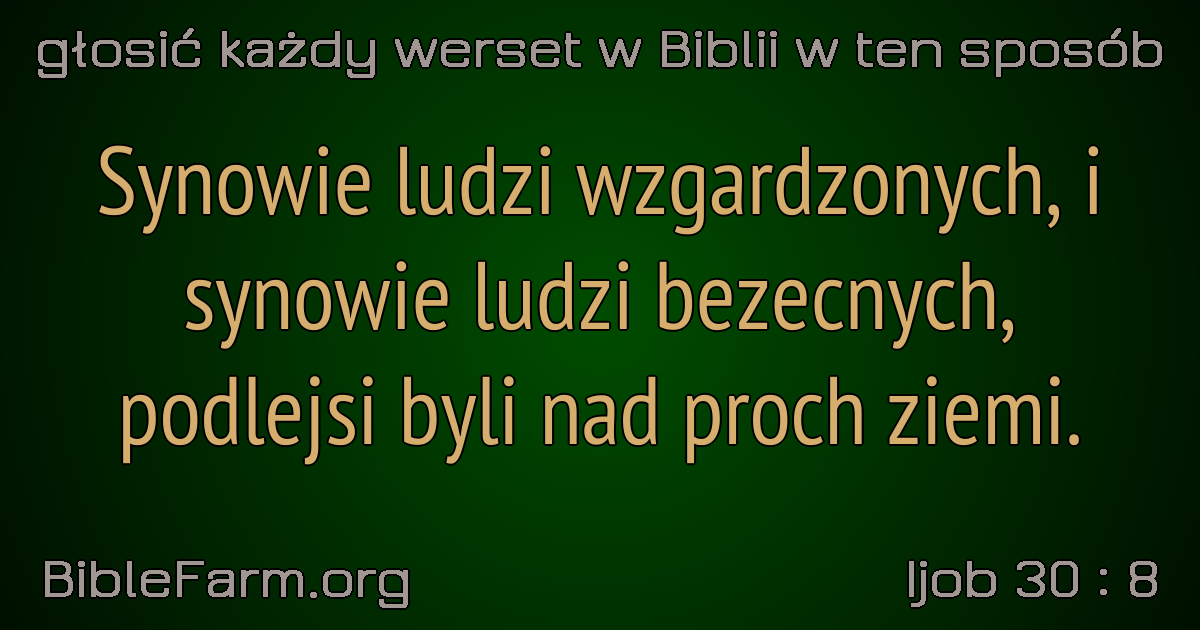 głosić każdy werset w Biblii w ten sposób
Synowie ludzi wzgardzonych, i
synowie ludzi bezecnych,
podlejsi byli nad proch ziemi.
BibleFarm.org
Ijob 30 : 8